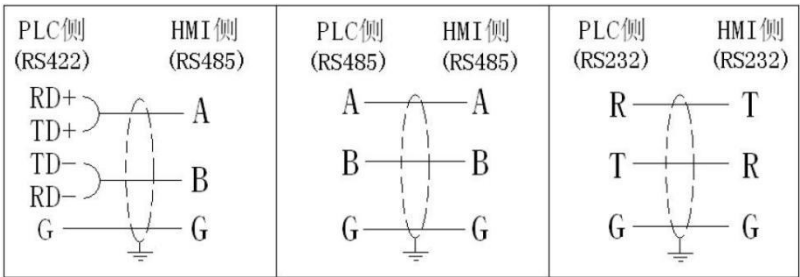 PLC侧 HMI侧
(RS422) (RS485)
RD+
TD+ A
TD-
RD- B
G G
PLC侧 HMI侧
(RS485) (RS485)
A A
B B
G G
PLC侧 HMI侧
(RS232) (RS232)
R T
T R
G G